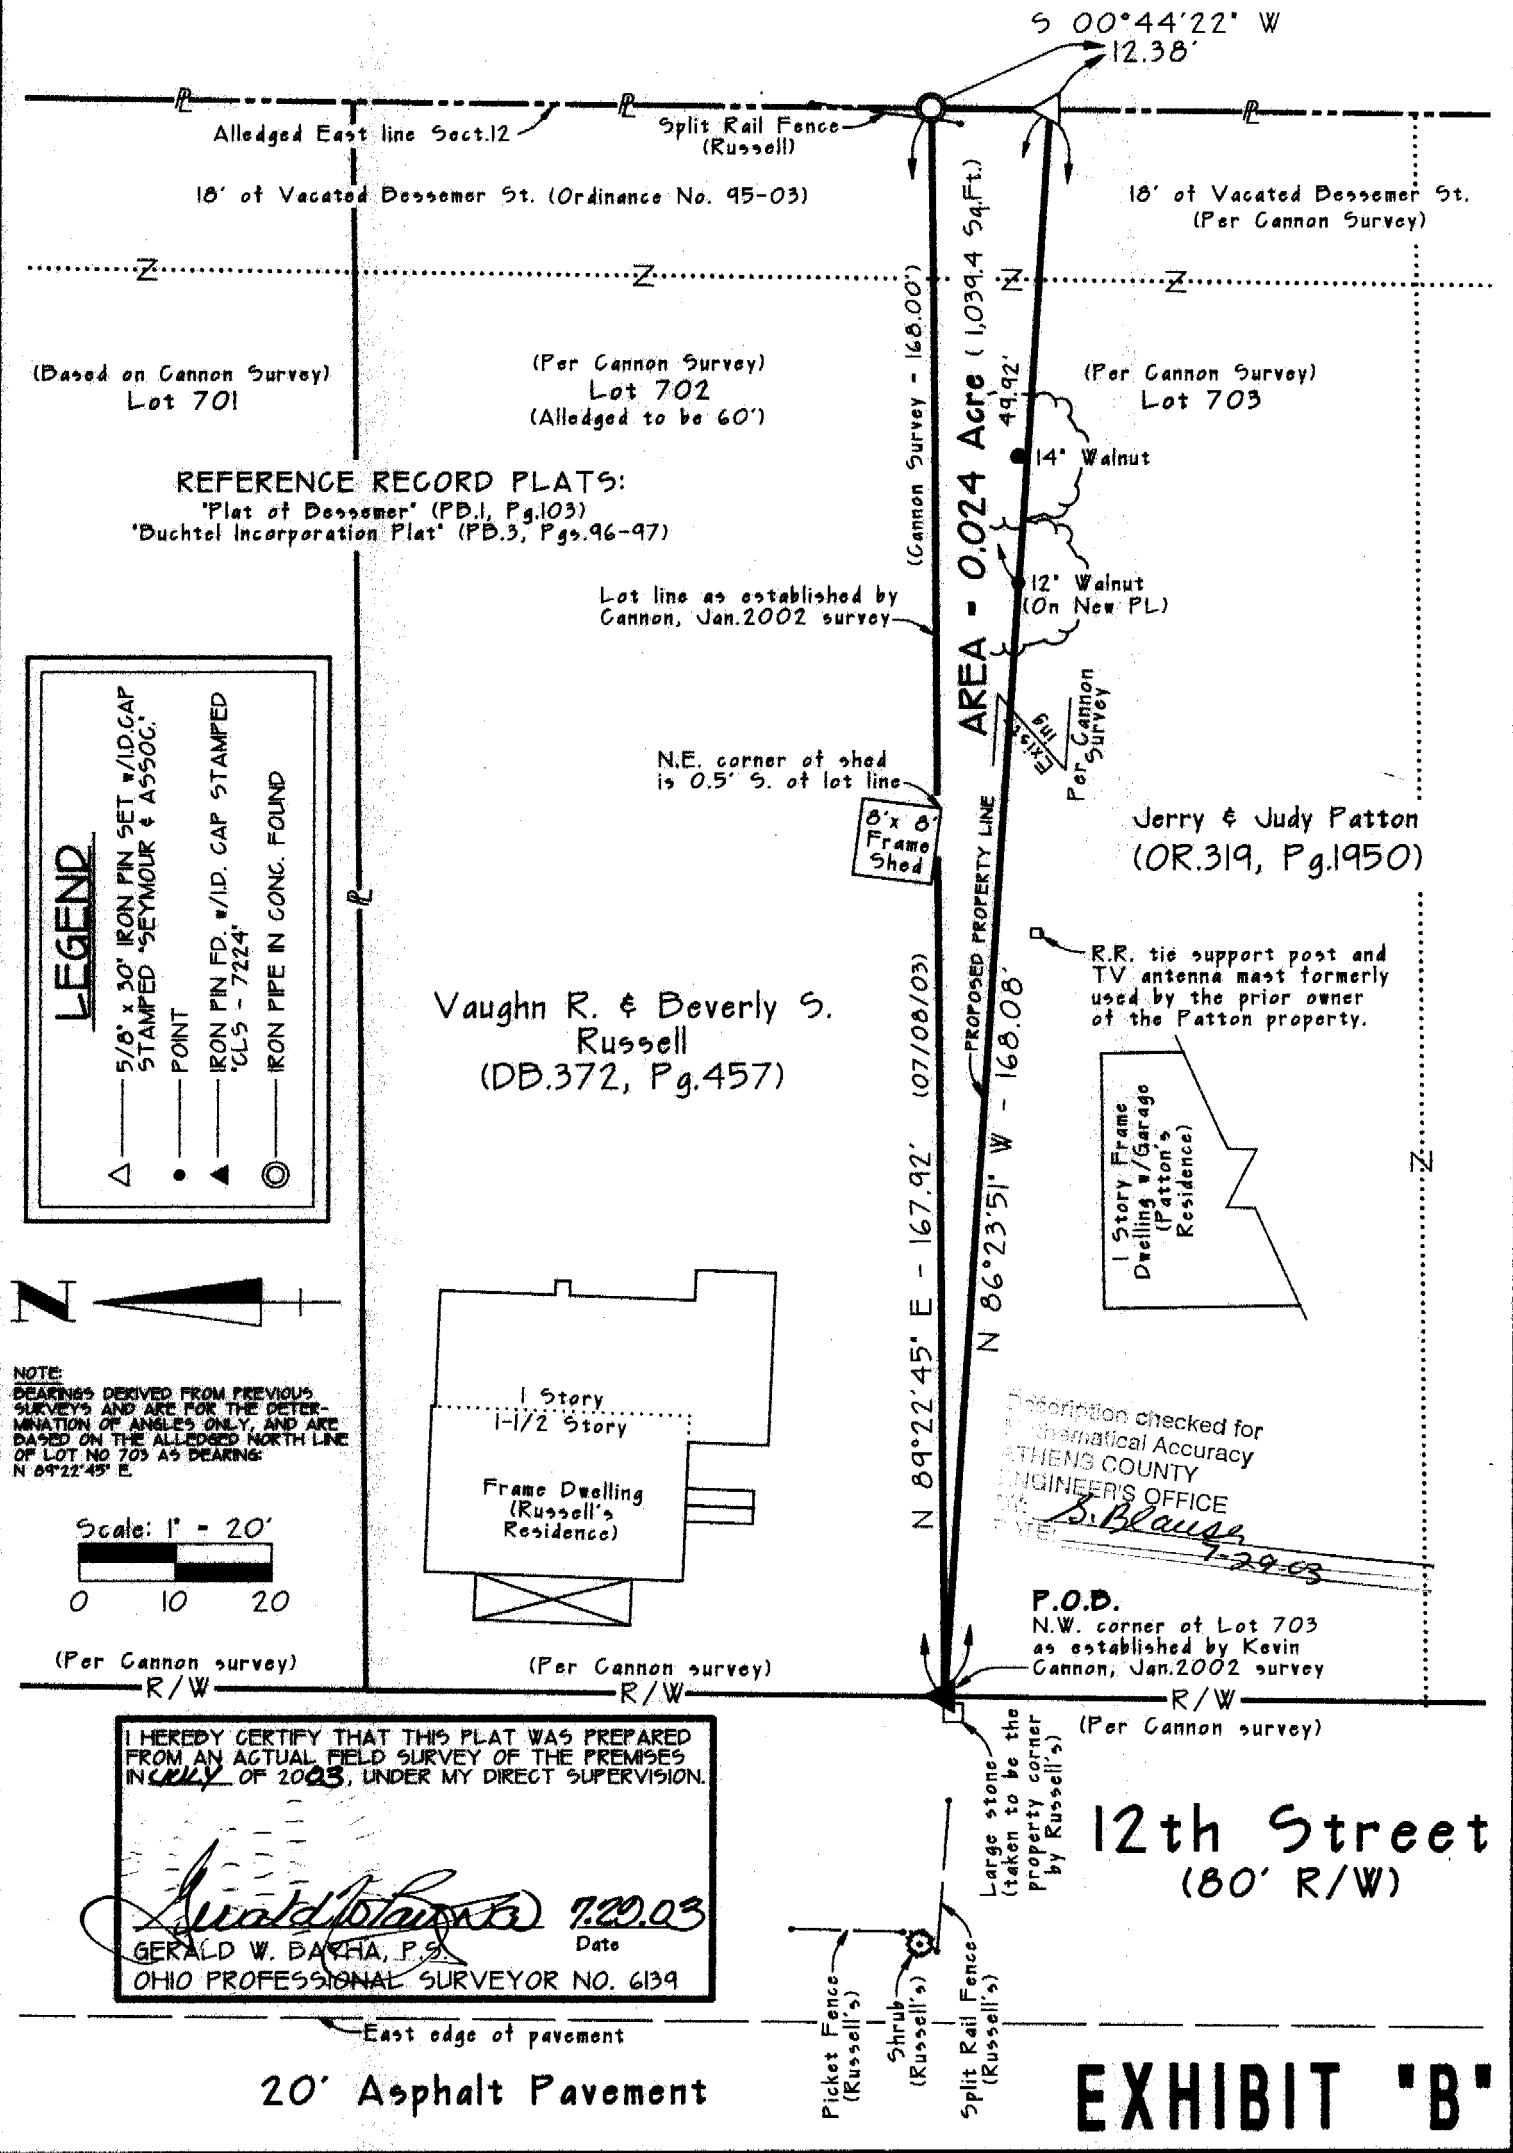 S 00°44'22" W
12.38'
PL
PL
PL
Alledged East line Sect.12
Split Rail Fence
(Russell)
18' of Vacated Bessemer St. (Ordinance No. 95-03)
18' of Vacated Bessemer St.
(Per Cannon Survey)
Z
Z
Z
Z
(Based on Cannon Survey)
Lot 701
(Per Cannon Survey)
Lot 702
(Alledged to be 60')
(Cannon Survey - 168.00')
AREA - 0.024 Acre (1,039.4 Sq.Ft.)
49.92'
(Per Cannon Survey)
Lot 703
14" Walnut
REFERENCE RECORD PLATS:
"Plat of Bessemer" (PB.1, Pg.103)
"Buchtel Incorporation Plat" (PB.3, Pgs.96-97)
Lot line as established by
Cannon, Jan.2002 survey
12" Walnut
(On New PL)
Exist
ing
Per Cannon
Survey
LEGEND
5/8" x 30" IRON PIN SET w/I.D.CAP
STAMPED "SEYMOUR & ASSOC."
POINT
IRON PIN FD. w/I.D. CAP STAMPED
"CLS - 7224"
IRON PIPE IN CONC. FOUND
PL
N.E. corner of shed
is 0.5' S. of lot line
8' x 8'
Frame
Shed
PROPOSED PROPERTY LINE
Jerry & Judy Patton
(OR.319, Pg.1950)
R.R. tie support post and
TV antenna mast formerly
used by the prior owner
of the Patton property.
Vaughn R. & Beverly S.
Russell
(DB.372, Pg.457)
N 89°22'45" E - 167.92' (07/08/03)
N 86°23'51" W - 168.08'
1 Story Frame
Dwelling w/Garage
(Patton's
Residence)
Z
N
NOTE:
BEARINGS DERIVED FROM PREVIOUS
SURVEYS AND ARE FOR THE DETER-
MINATION OF ANGLES ONLY, AND ARE
BASED ON THE ALLEDGED NORTH LINE
OF LOT NO 703 AS BEARING:
N 89°22'45" E.
1 Story
1-1/2 Story
Frame Dwelling
(Russell's
Residence)
Description checked for
Mathematical Accuracy
ATHENS COUNTY
ENGINEER'S OFFICE
BY: S. Blauser
DATE: 7-29-03
Scale: 1" - 20'
0 10 20
P.O.B.
N.W. corner of Lot 703
as established by Kevin
Cannon, Jan.2002 survey
(Per Cannon survey)
R/W
(Per Cannon survey)
R/W
R/W
(Per Cannon survey)
I HEREBY CERTIFY THAT THIS PLAT WAS PREPARED
FROM AN ACTUAL FIELD SURVEY OF THE PREMISES
IN JULY OF 2003, UNDER MY DIRECT SUPERVISION.
7.29.03
Date
GERALD W. BAYHA, P.S.
OHIO PROFESSIONAL SURVEYOR NO. 6139
Large stone
(taken to be the
property corner
by Russell's)
12th Street
(80' R/W)
Picket Fence
(Russell's)
Shrub
(Russell's)
Split Rail Fence
(Russell's)
East edge of pavement
20' Asphalt Pavement
EXHIBIT "B"